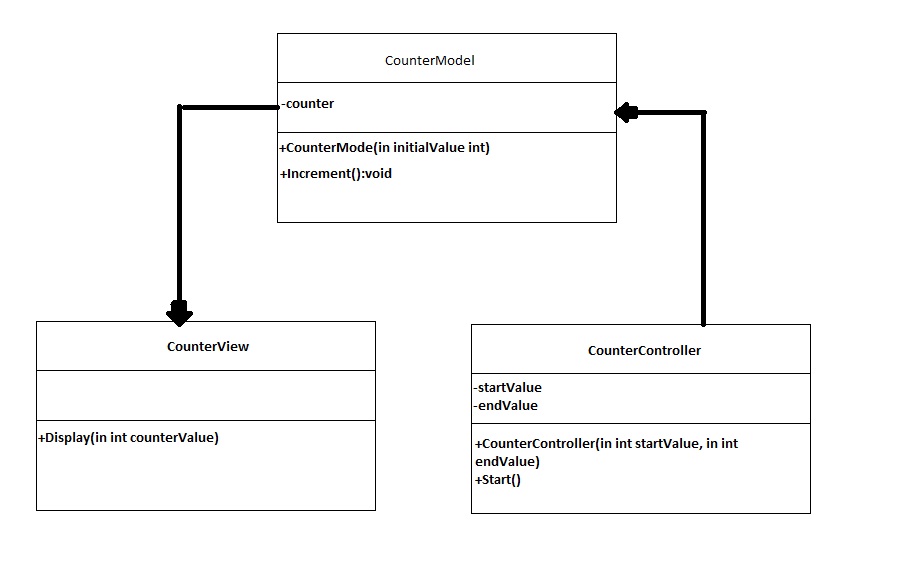 CounterModel
-counter
+CounterMode(in initialValue int)
+Increment():void
CounterView
+Display(in int counterValue)
CounterController
-startValue
-endValue
+CounterController(in int startValue, in int
endValue)
+Start()